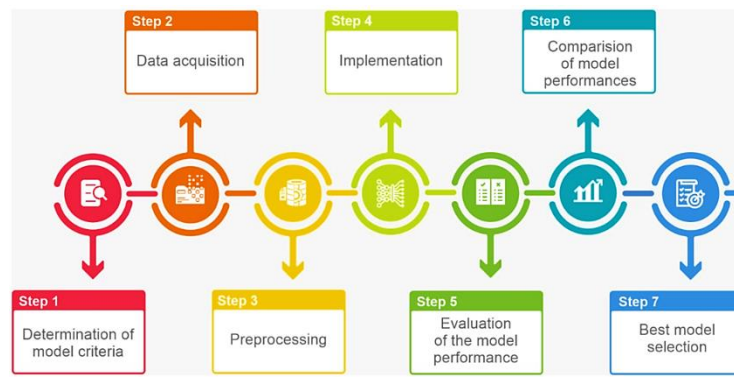 Step 1
Determination of
model criteria
Step 2
Data acquisition
Step 3
Preprocessing
Step 4
Implementation
Step 5
Evaluation
of the model
performance
Step 6
Comparision
of model
performances
Step 7
Best model
selection